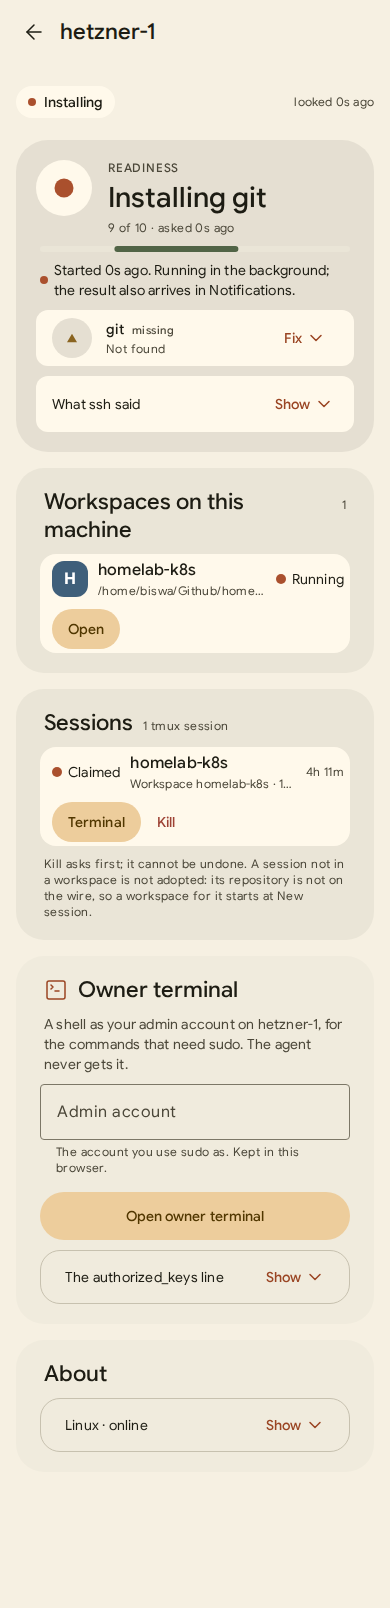 hetzner-1
Installing
looked 0s ago
READINESS
Installing git
9 of 10 · asked 0s ago
Started 0s ago. Running in the background;
the result also arrives in Notifications.
git missing
Not found
Fix
What ssh said
Show
Workspaces on this
machine
1
H
homelab-k8s
/home/biswa/Github/home...
Running
Open
Sessions 1 tmux session
Claimed
homelab-k8s
Workspace homelab-k8s · 1...
4h 11m
Terminal
Kill
Kill asks first; it cannot be undone. A session not in
a workspace is not adopted: its repository is not on
the wire, so a workspace for it starts at New
session.
Owner terminal
A shell as your admin account on hetzner-1, for
the commands that need sudo. The agent
never gets it.
Admin account
The account you use sudo as. Kept in this
browser.
Open owner terminal
The authorized_keys line
Show
About
Linux · online
Show